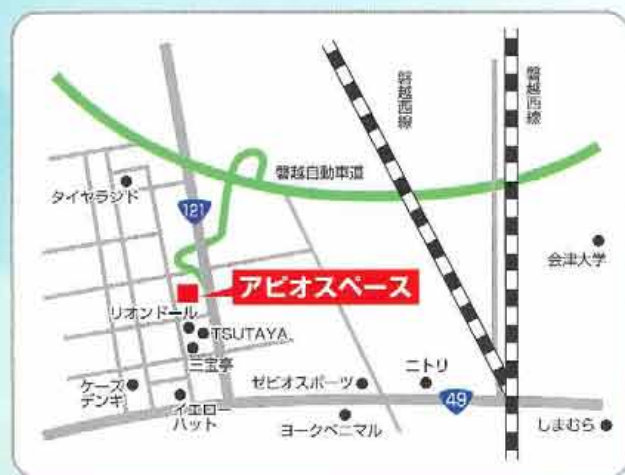 磐越西線
磐越西線
磐越自動車道
タイヤランド
121
会津大学
アピオスペース
リオンドール
TSUTAYA
三宝亭
ケーズ
デンキ
イエロー
ハット
ゼビオスポーツ
ニトリ
49
ヨークベニマル
しまむら